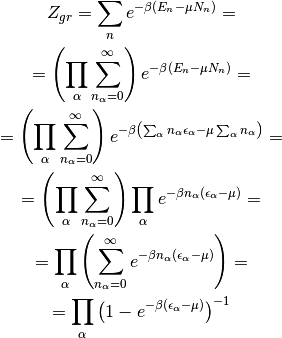 $Z_{gr} = \sum_{n} e^{-\beta(E_n - \mu N_n)} =$
$= \left( \prod_{\alpha} \sum_{n_\alpha=0}^{\infty} \right) e^{-\beta(E_n - \mu N_n)} =$
$= \left( \prod_{\alpha} \sum_{n_\alpha=0}^{\infty} \right) e^{-\beta\left(\sum_\alpha n_\alpha \epsilon_\alpha - \mu \sum_\alpha n_\alpha\right)} =$
$= \left( \prod_{\alpha} \sum_{n_\alpha=0}^{\infty} \right) \prod_{\alpha} e^{-\beta n_\alpha (\epsilon_\alpha - \mu)} =$
$= \prod_{\alpha} \left( \sum_{n_\alpha=0}^{\infty} e^{-\beta n_\alpha (\epsilon_\alpha - \mu)} \right) =$
$= \prod_{\alpha} \left( 1 - e^{-\beta(\epsilon_\alpha - \mu)} \right)^{-1}$